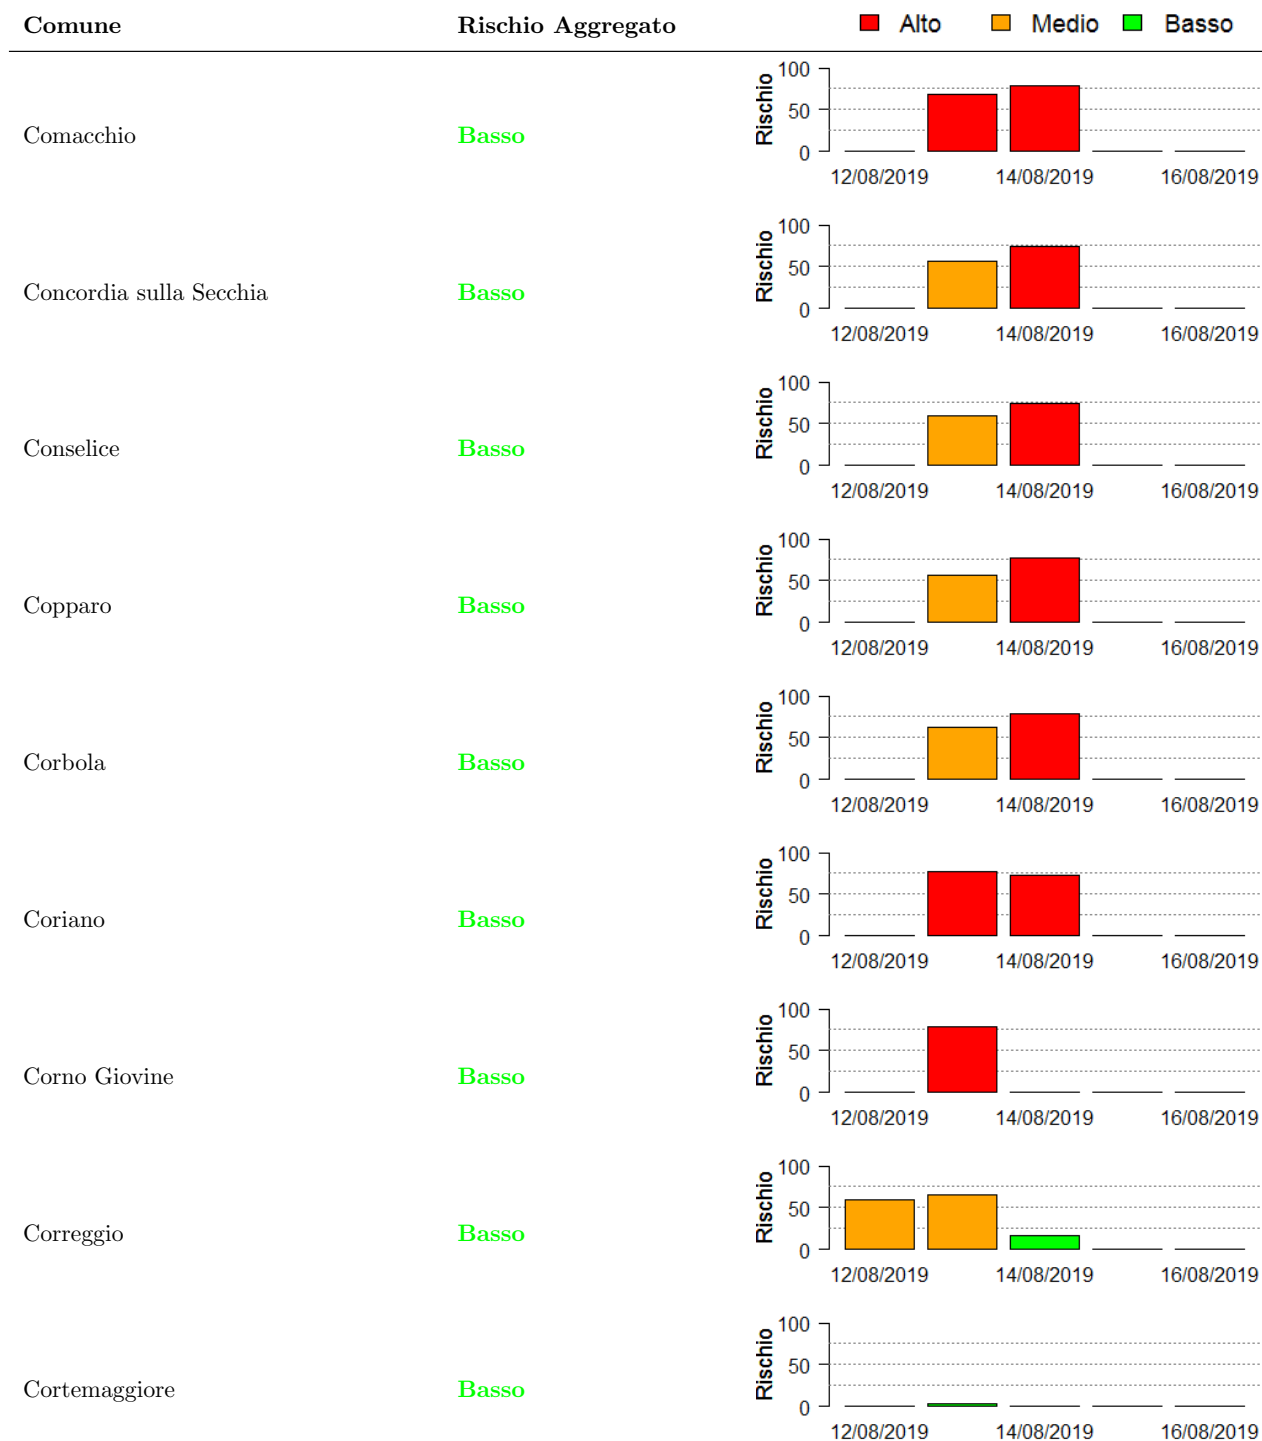 Comune Rischio Aggregato Alto Medio Basso
Comacchio Basso
Rischio
100
50
0
12/08/2019 14/08/2019 16/08/2019
Concordia sulla Secchia Basso
Rischio
100
50
0
12/08/2019 14/08/2019 16/08/2019
Conselice Basso
Rischio
100
50
0
12/08/2019 14/08/2019 16/08/2019
Copparo Basso
Rischio
100
50
0
12/08/2019 14/08/2019 16/08/2019
Corbola Basso
Rischio
100
50
0
12/08/2019 14/08/2019 16/08/2019
Coriano Basso
Rischio
100
50
0
12/08/2019 14/08/2019 16/08/2019
Corno Giovine Basso
Rischio
100
50
0
12/08/2019 14/08/2019 16/08/2019
Correggio Basso
Rischio
100
50
0
12/08/2019 14/08/2019 16/08/2019
Cortemaggiore Basso
Rischio
100
50
0
12/08/2019 14/08/2019 16/08/2019